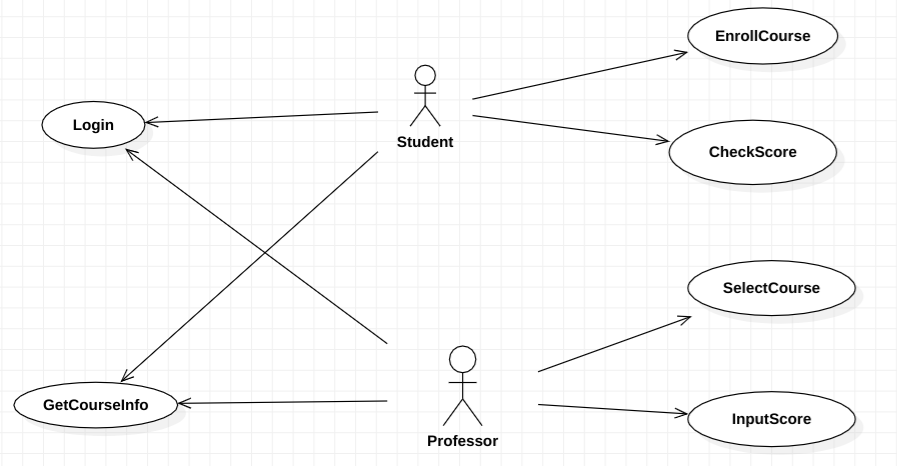 EnrollCourse
Login
Student
CheckScore
SelectCourse
GetCourseInfo
InputScore
Professor